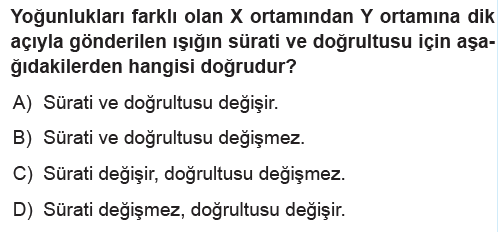 Yoğunlukları farklı olan X ortamından Y ortamına dik
açıyla gönderilen ışığın sürati ve doğrultusu için aşa-
ğıdakilerden hangisi doğrudur?
A) Sürati ve doğrultusu değişir.
B) Sürati ve doğrultusu değişmez.
C) Sürati değişir, doğrultusu değişmez.
D) Sürati değişmez, doğrultusu değişir.